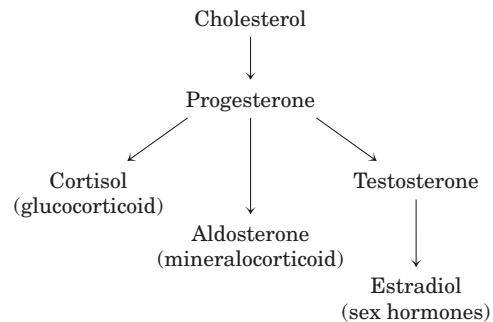 Cholesterol
Progesterone
Cortisol
(glucocorticoid)
Testosterone
Aldosterone
(mineralocorticoid)
Estradiol
(sex hormones)